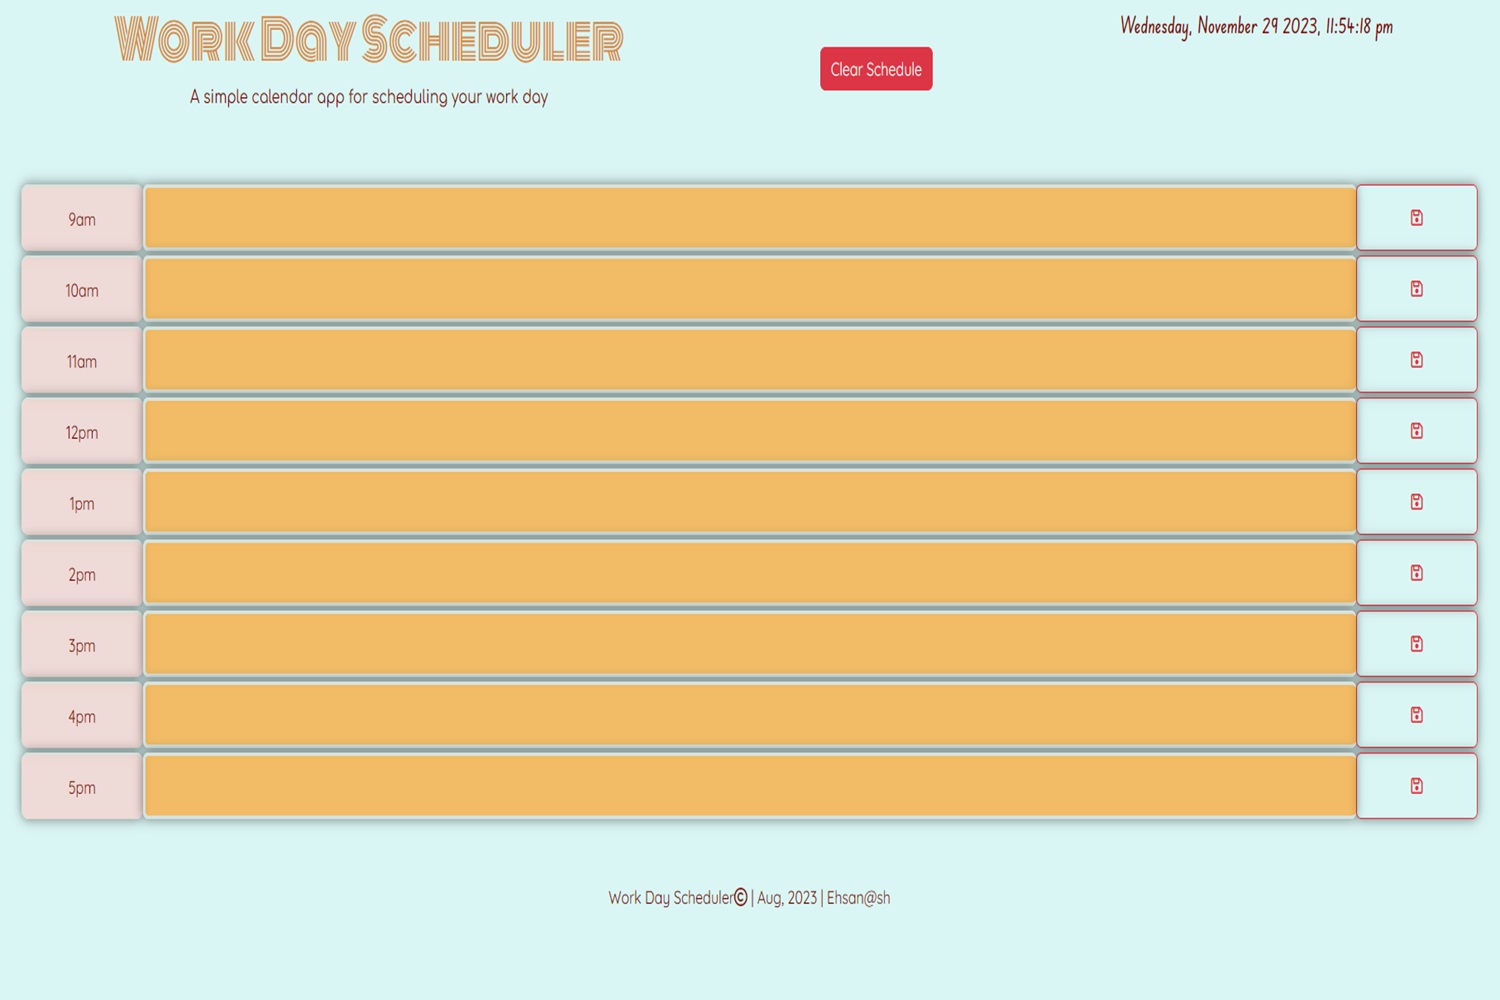 Work Day Scheduler
A simple calendar app for scheduling your work day
Clear Schedule
Wednesday, November 29 2023, 11:54:18 pm
9am
10am
11am
12pm
1pm
2pm
3pm
4pm
5pm
Work Day Scheduler© | Aug, 2023 | Ehsan@sh